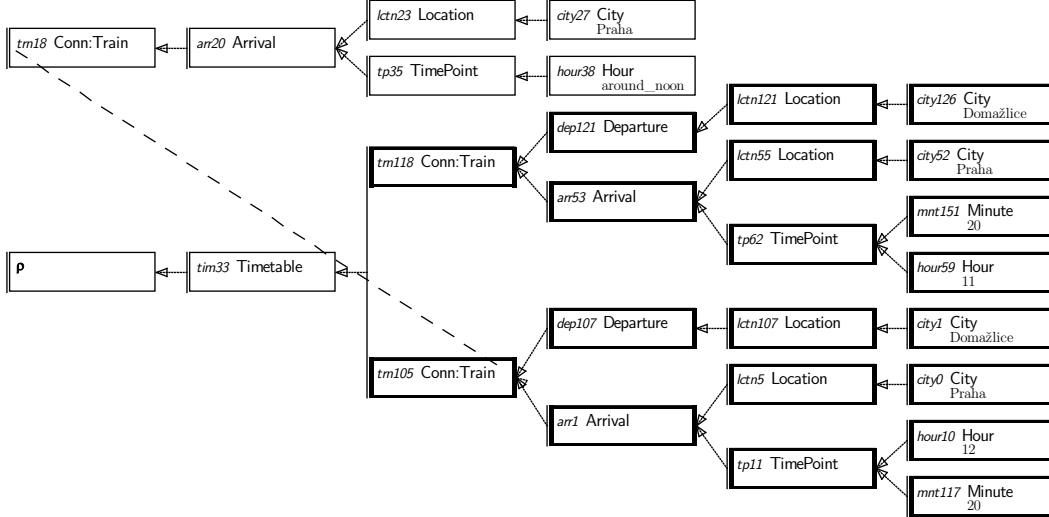 trn18 Conn:Train
arr20 Arrival
lctn23 Location
city27 City
Praha
tp35 TimePoint
hour38 Hour
around_noon
ρ
tim33 Timetable
trn118 Conn:Train
dep121 Departure
lctn121 Location
city126 City
Domažlice
arr53 Arrival
lctn55 Location
city52 City
Praha
tp62 TimePoint
mnt151 Minute
20
hour59 Hour
11
trn105 Conn:Train
dep107 Departure
lctn107 Location
city1 City
Domažlice
arr1 Arrival
lctn5 Location
city0 City
Praha
tp11 TimePoint
hour10 Hour
12
mnt117 Minute
20